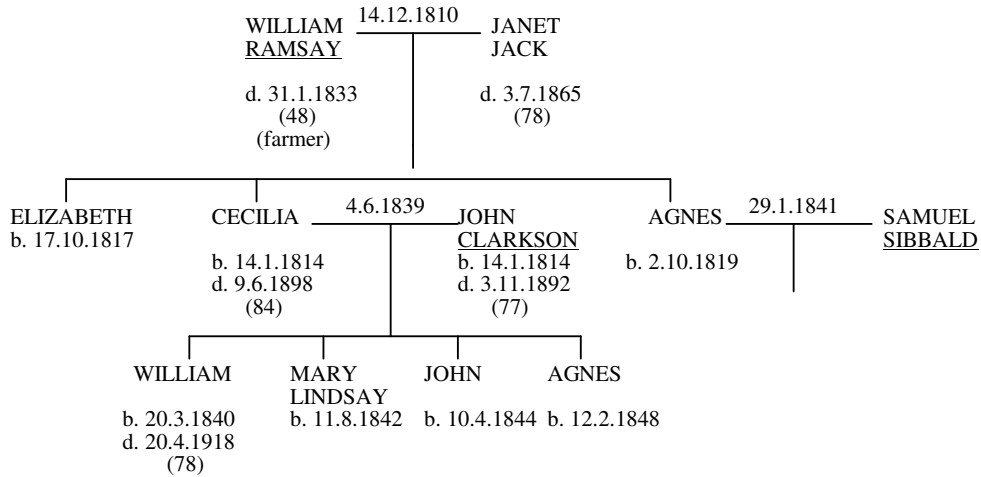 WILLIAM 14.12.1810 JANET
RAMSAY JACK
d. 31.1.1833 d. 3.7.1865
(48) (78)
(farmer)
ELIZABETH CECILIA 4.6.1839 JOHN AGNES 29.1.1841 SAMUEL
b. 17.10.1817 CLARKSON SIBBALD
b. 14.1.1814 b. 14.1.1814 b. 2.10.1819
d. 9.6.1898 d. 3.11.1892
(84) (77)
WILLIAM MARY JOHN AGNES
LINDSAY
b. 20.3.1840 b. 11.8.1842 b. 10.4.1844 b. 12.2.1848
d. 20.4.1918
(78)